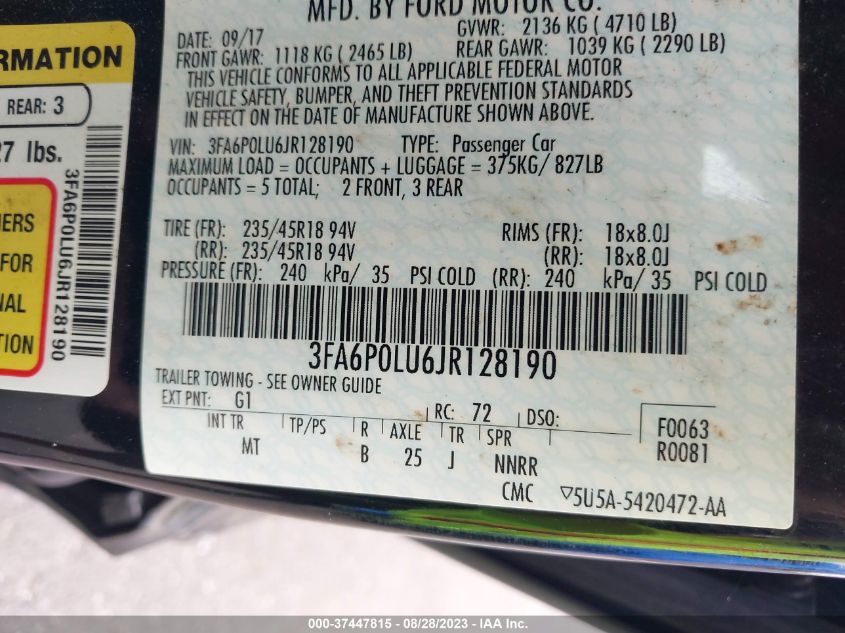 MFD. BY FORD MOTOR CO.
DATE: 09/17 GVWR: 2136 KG ( 4710 LB)
FRONT GAWR: 1118 KG ( 2465 LB) REAR GAWR: 1039 KG ( 2290 LB)
THIS VEHICLE CONFORMS TO ALL APPLICABLE FEDERAL MOTOR
VEHICLE SAFETY, BUMPER, AND THEFT PREVENTION STANDARDS
IN EFFECT ON THE DATE OF MANUFACTURE SHOWN ABOVE.
VIN: 3FA6P0LU6JR128190 TYPE: Passenger Car
MAXIMUM LOAD = OCCUPANTS + LUGGAGE = 375KG/ 827LB
OCCUPANTS = 5 TOTAL; 2 FRONT, 3 REAR
TIRE (FR): 235/45R18 94V RIMS (FR): 18x8.0J
(RR): 235/45R18 94V (RR): 18x8.0J
PRESSURE (FR): 240 kPa/ 35 PSI COLD (RR): 240 kPa/ 35 PSI COLD
3FA6P0LU6JR128190
TRAILER TOWING - SEE OWNER GUIDE
EXT PNT: G1 RC: 72 DSO: F0063
INT TR TP/PS R AXLE TR SPR R0081
MT B 25 J NNRR
CMC ▽5U5A-5420472-AA
RMATION
REAR: 3
27 lbs.
NERS
FOR
NAL
TION
3FA6P0LU6JR128190
000-37447815 - 08/28/2023 - IAA Inc.